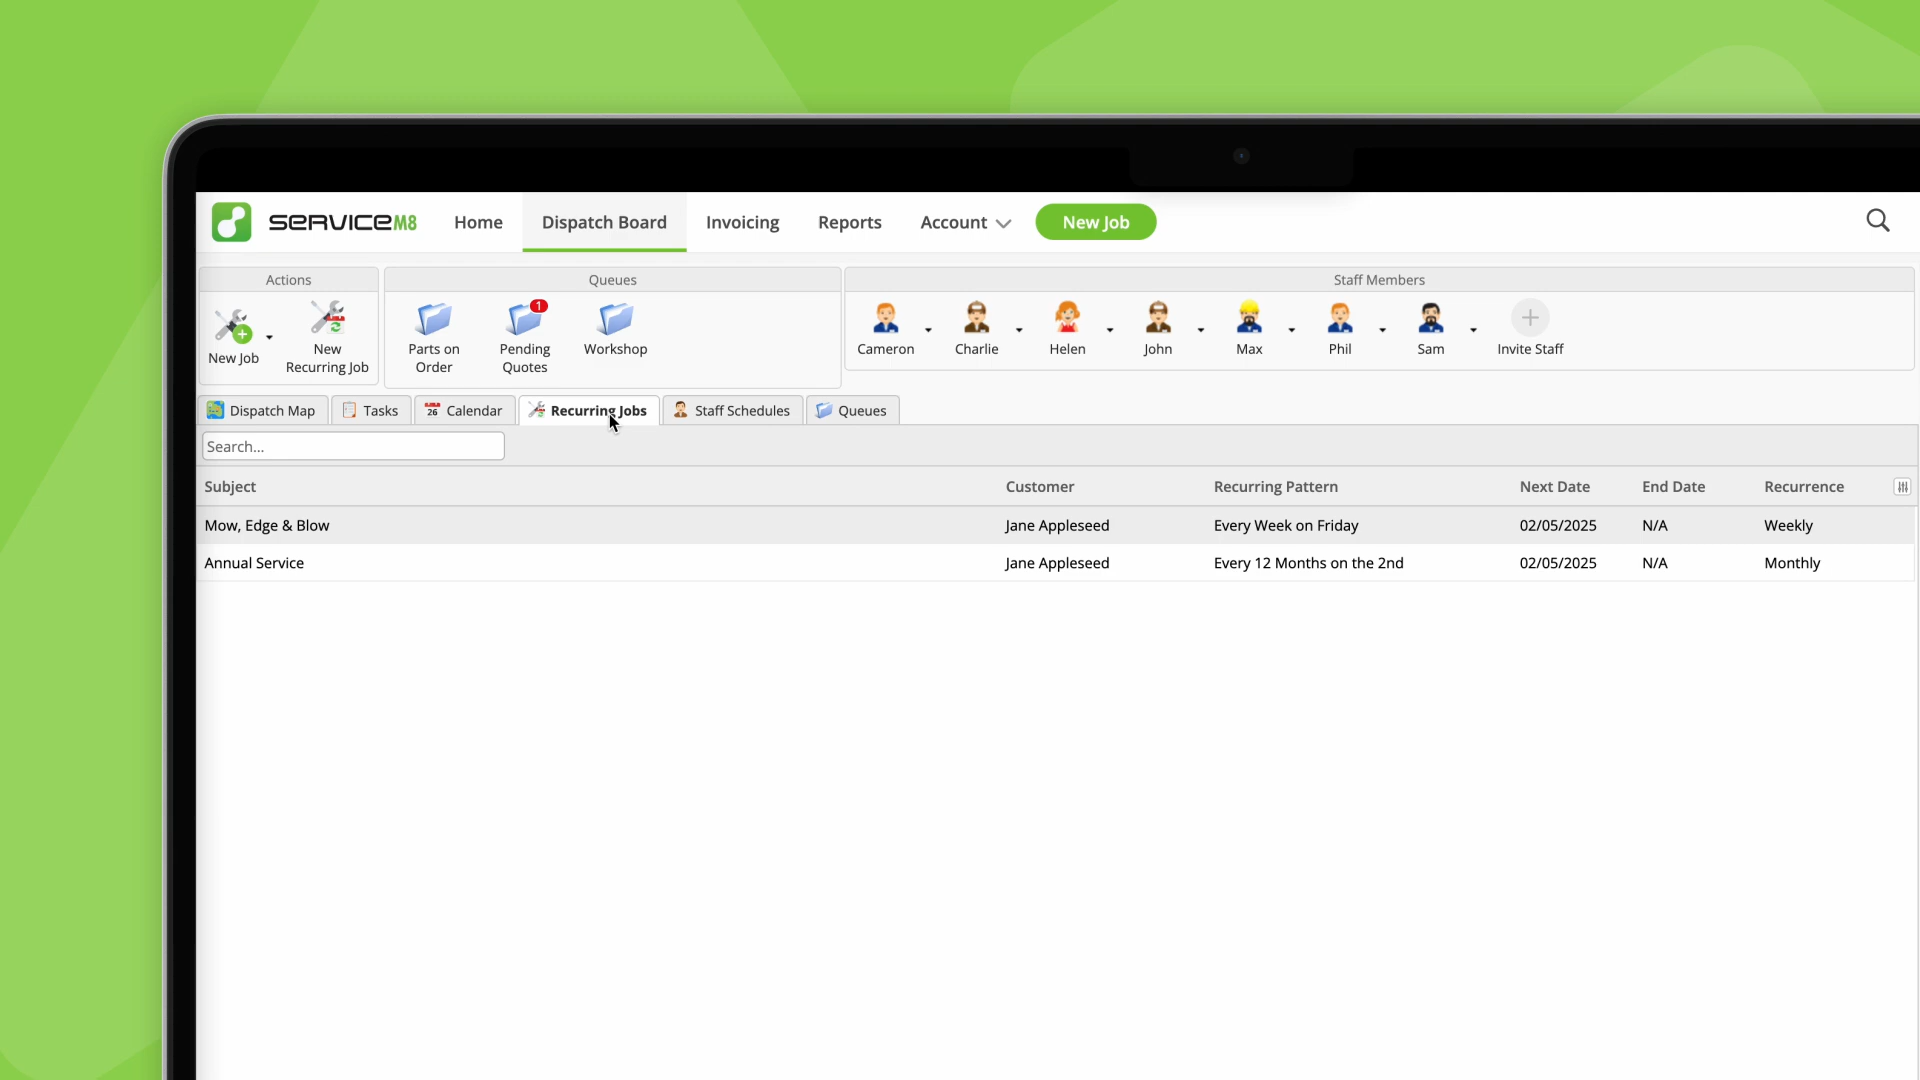 SERVICEM8 Home Dispatch Board Invoicing Reports Account New Job
Actions Queues Staff Members
New Job
New
Recurring Job
Parts on
Order
1
Pending
Quotes
Workshop
Cameron Charlie Helen John Max Phil Sam Invite Staff
Dispatch Map Tasks 26 Calendar Recurring Jobs Staff Schedules Queues
Search...
Subject Customer Recurring Pattern Next Date End Date Recurrence
Mow, Edge & Blow Jane Appleseed Every Week on Friday 02/05/2025 N/A Weekly
Annual Service Jane Appleseed Every 12 Months on the 2nd 02/05/2025 N/A Monthly